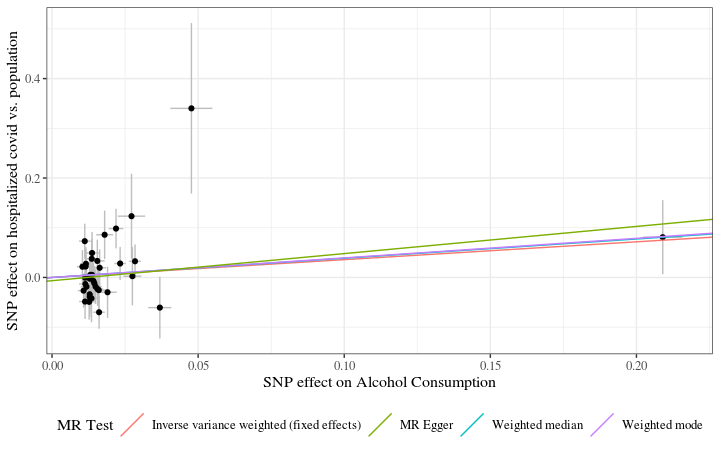 SNP effect on hospitalized covid vs. population
0.4
0.2
0.0
0.00 0.05 0.10 0.15 0.20
SNP effect on Alcohol Consumption
MR Test Inverse variance weighted (fixed effects) MR Egger Weighted median Weighted mode